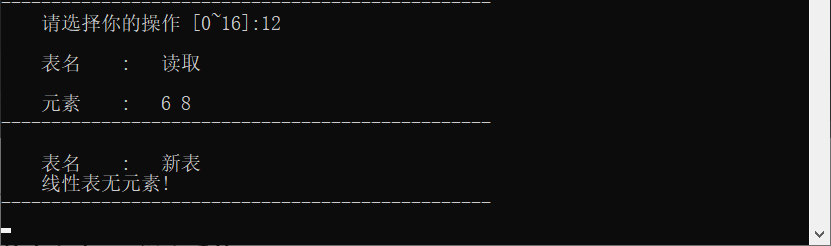 请选择你的操作 [0~16]:12
表名 : 读取
元素 : 6 8
表名 : 新表
线性表无元素!